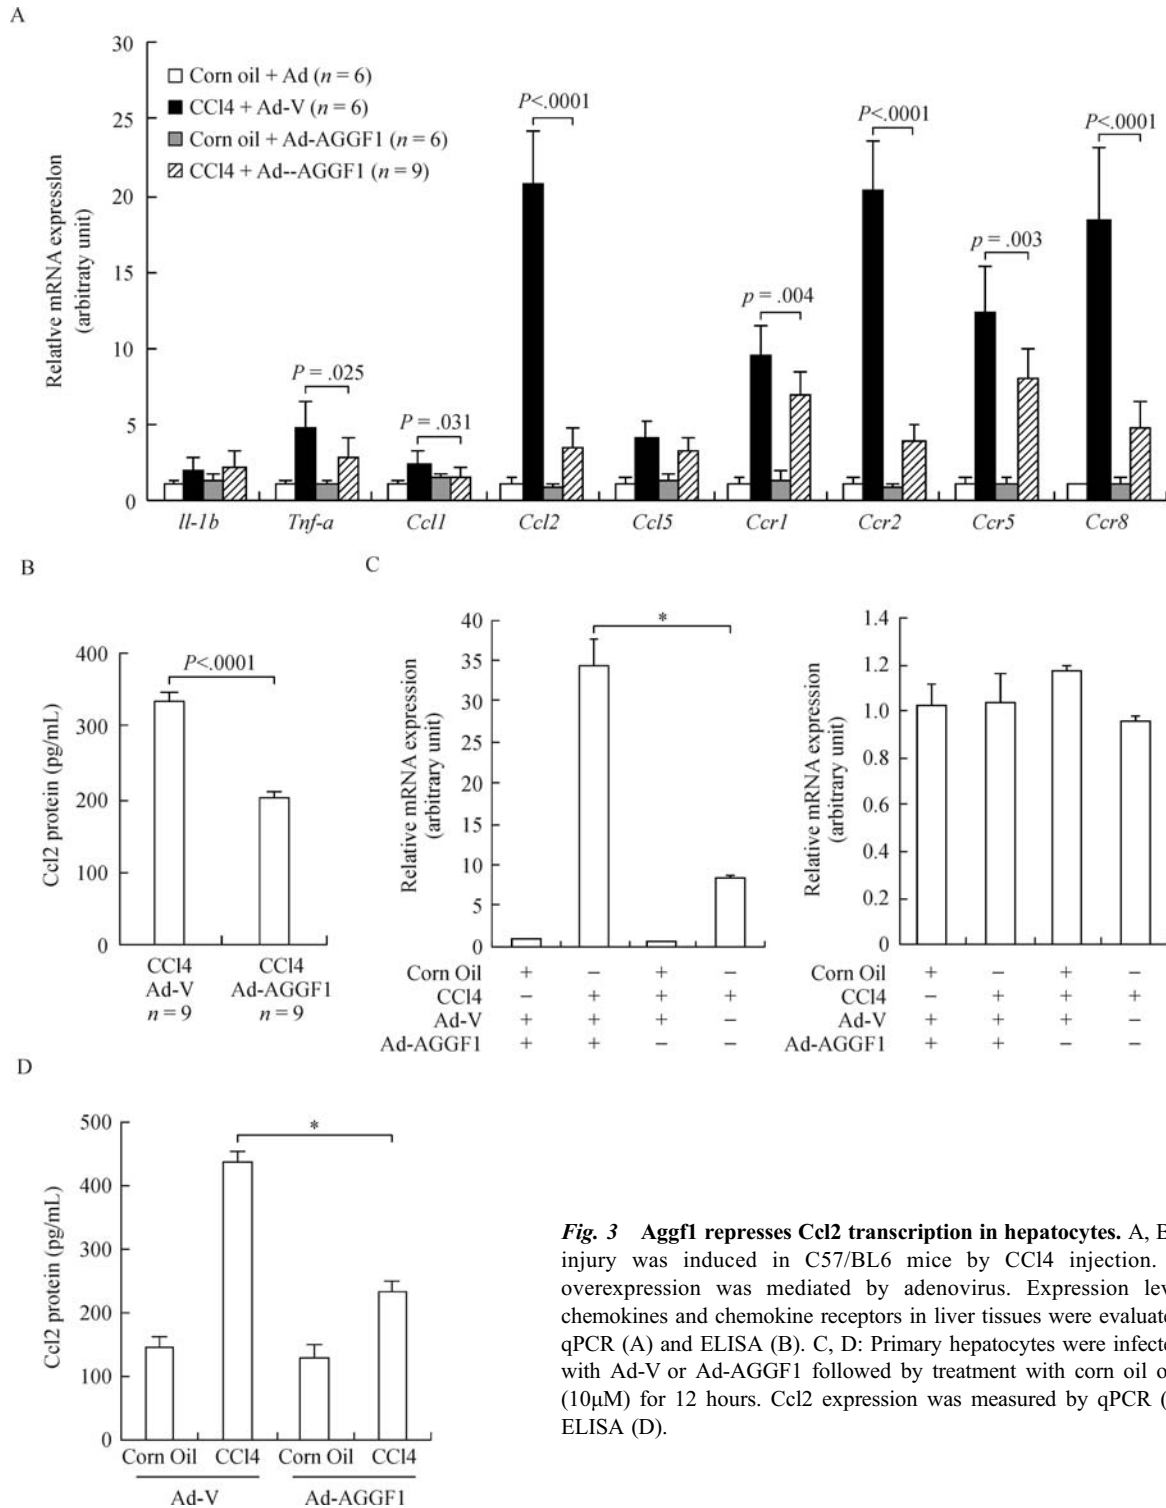 A
30
25
20
15
10
5
0
Relative mRNA expression
(arbitraty unit)
Corn oil + Ad (n = 6)
CCl4 + Ad-V (n = 6)
Corn oil + Ad-AGGF1 (n = 6)
CCl4 + Ad--AGGF1 (n = 9)
P = .025
P = .031
P<.0001
p = .004
P<.0001
p = .003
P<.0001
Il-1b Tnf-a Ccl1 Ccl2 Ccl5 Ccr1 Ccr2 Ccr5 Ccr8
B
400
300
200
100
0
Ccl2 protein (pg/mL)
P<.0001
CCl4 CCl4
Ad-V Ad-AGGF1
n = 9 n = 9
C
40
35
30
25
20
15
10
5
0
Relative mRNA expression
(arbitrary unit)
*
Corn Oil + − + −
CCl4 − + + +
Ad-V + + + −
Ad-AGGF1 + + − −
1.4
1.2
1.0
0.8
0.6
0.4
0.2
0
Relative mRNA expression
(arbitrary unit)
Corn Oil + − + −
CCl4 − + + +
Ad-V + + + −
Ad-AGGF1 + + − −
D
500
400
300
200
100
0
Ccl2 protein (pg/mL)
*
Corn Oil CCl4 Corn Oil CCl4
Ad-V Ad-AGGF1
Fig. 3 Aggf1 represses Ccl2 transcription in hepatocytes. A, B
injury was induced in C57/BL6 mice by CCl4 injection.
overexpression was mediated by adenovirus. Expression lev
chemokines and chemokine receptors in liver tissues were evaluate
qPCR (A) and ELISA (B). C, D: Primary hepatocytes were infecte
with Ad-V or Ad-AGGF1 followed by treatment with corn oil o
(10μM) for 12 hours. Ccl2 expression was measured by qPCR (
ELISA (D).